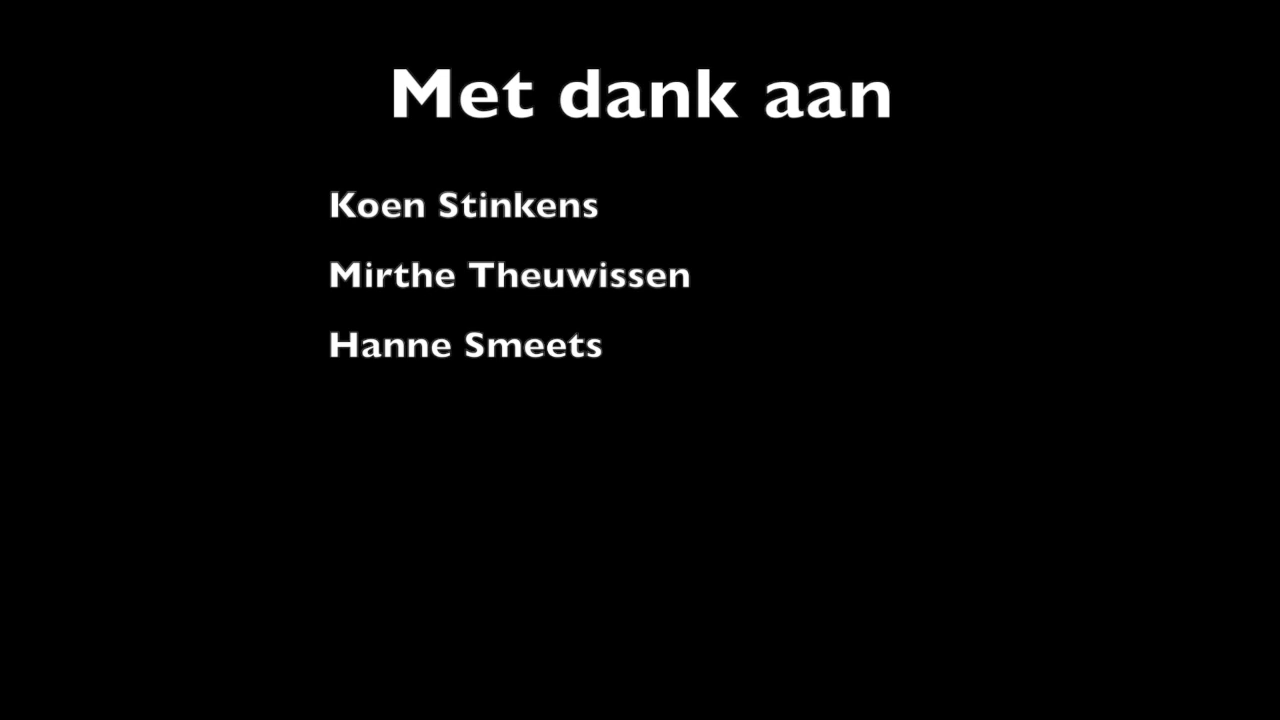 Met dank aan
Koen Stinkens
Mirthe Theuwissen
Hanne Smeets